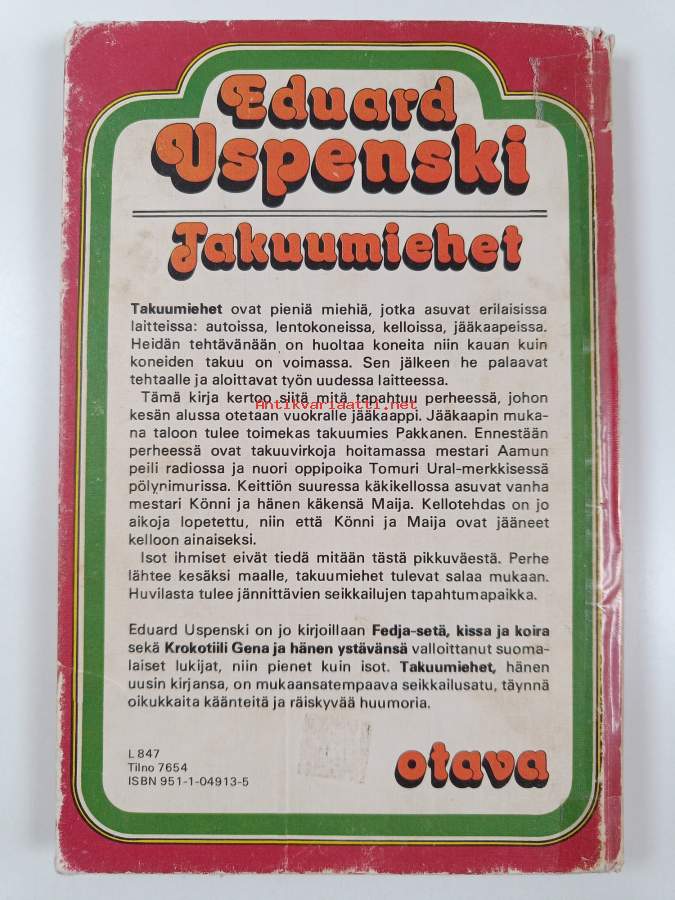 Eduard
Uspenski
Takuumiehet
Takuumiehet ovat pieniä miehiä, jotka asuvat erilaisissa
laitteissa: autoissa, lentokoneissa, kelloissa, jääkaapeissa.
Heidän tehtävänään on huoltaa koneita niin kauan kuin
koneiden takuu on voimassa. Sen jälkeen he palaavat
tehtaalle ja aloittavat työn uudessa laitteessa.
Tämä kirja kertoo siitä mitä tapahtuu perheessä, johon
Antikvariaatti.net
kesän alussa otetaan vuokralle jääkaappi. Jääkaapin muka-
na taloon tulee toimekas takuumies Pakkanen. Ennestään
perheessä ovat takuuvirkoja hoitamassa mestari Aamun
peili radiossa ja nuori oppipoika Tomuri Ural-merkkisessä
pölynimurissa. Keittiön suuressa käkikellossa asuvat vanha
mestari Könni ja hänen käkensä Maija. Kellotehdas on jo
aikoja lopetettu, niin että Könni ja Maija ovat jääneet
kelloon ainaiseksi.
Isot ihmiset eivät tiedä mitään tästä pikkuväestä. Perhe
lähtee kesäksi maalle, takuumiehet tulevat salaa mukaan.
Huvilasta tulee jännittävien seikkailujen tapahtumapaikka.
Eduard Uspenski on jo kirjoillaan Fedja-setä, kissa ja koira
sekä Krokotiili Gena ja hänen ystävänsä valloittanut suoma-
laiset lukijat, niin pienet kuin isot. Takuumiehet, hänen
uusin kirjansa, on mukaansatempaava seikkailusatu, täynnä
oikukkaita käänteitä ja räiskyvää huumoria.
L 847
Tilno 7654
ISBN 951-1-04913-5
otava